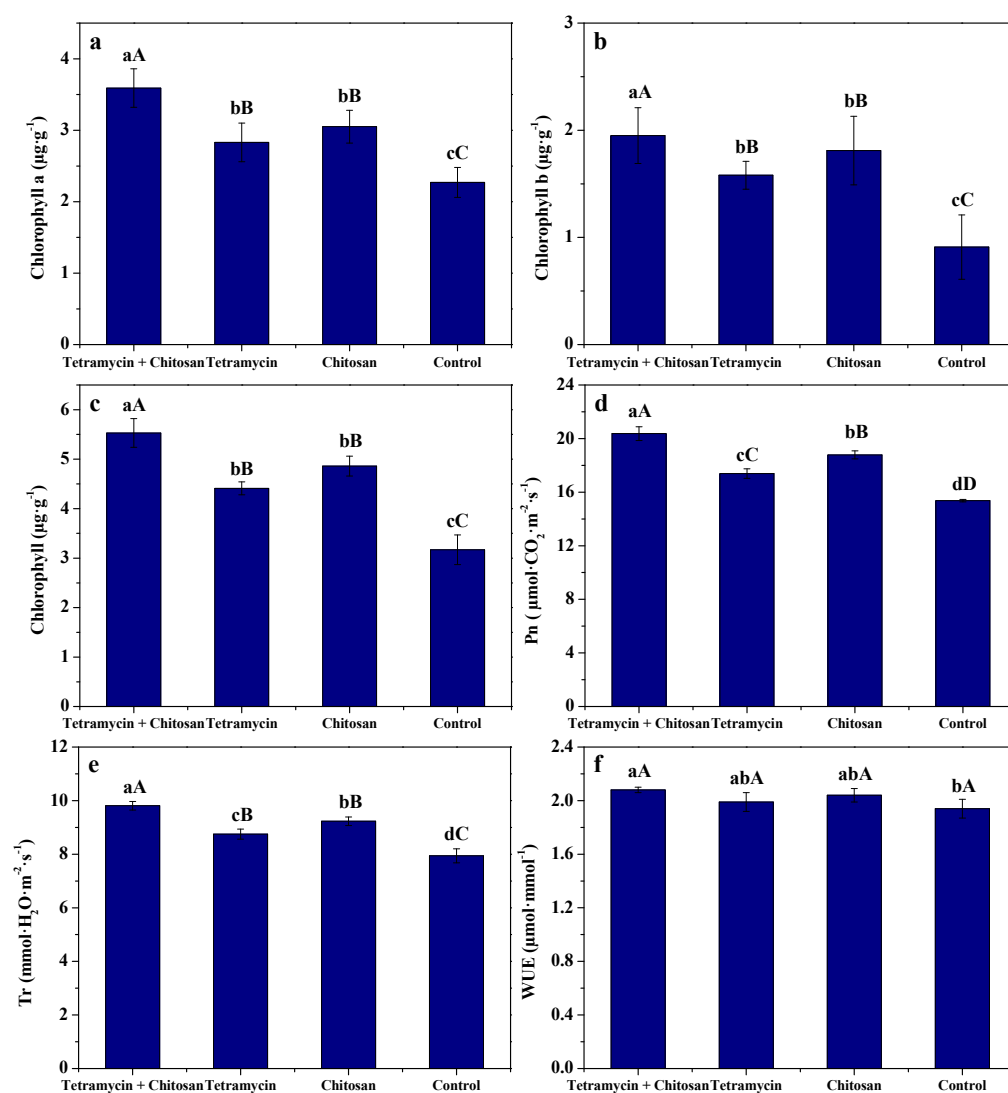 a
Chlorophyll a (μg·g⁻¹)
4
3
2
1
0
aA
bB
bB
cC
Tetramycin + Chitosan Tetramycin Chitosan Control
b
Chlorophyll b (μg·g⁻¹)
3
2
1
0
aA
bB
bB
cC
Tetramycin + Chitosan Tetramycin Chitosan Control
c
Chlorophyll (μg·g⁻¹)
6
5
4
3
2
1
0
aA
bB
bB
cC
Tetramycin + Chitosan Tetramycin Chitosan Control
d
Pn ( μmol·CO₂·m⁻²·s⁻¹)
24
20
16
12
8
4
0
aA
cC
bB
dD
Tetramycin + Chitosan Tetramycin Chitosan Control
e
Tr (mmol·H₂O·m⁻²·s⁻¹)
12
10
8
6
4
2
0
aA
cB
bB
dC
Tetramycin + Chitosan Tetramycin Chitosan Control
f
WUE (μmol·mmol⁻¹)
2.4
2.0
1.6
1.2
0.8
0.4
0.0
aA
abA
abA
bA
Tetramycin + Chitosan Tetramycin Chitosan Control